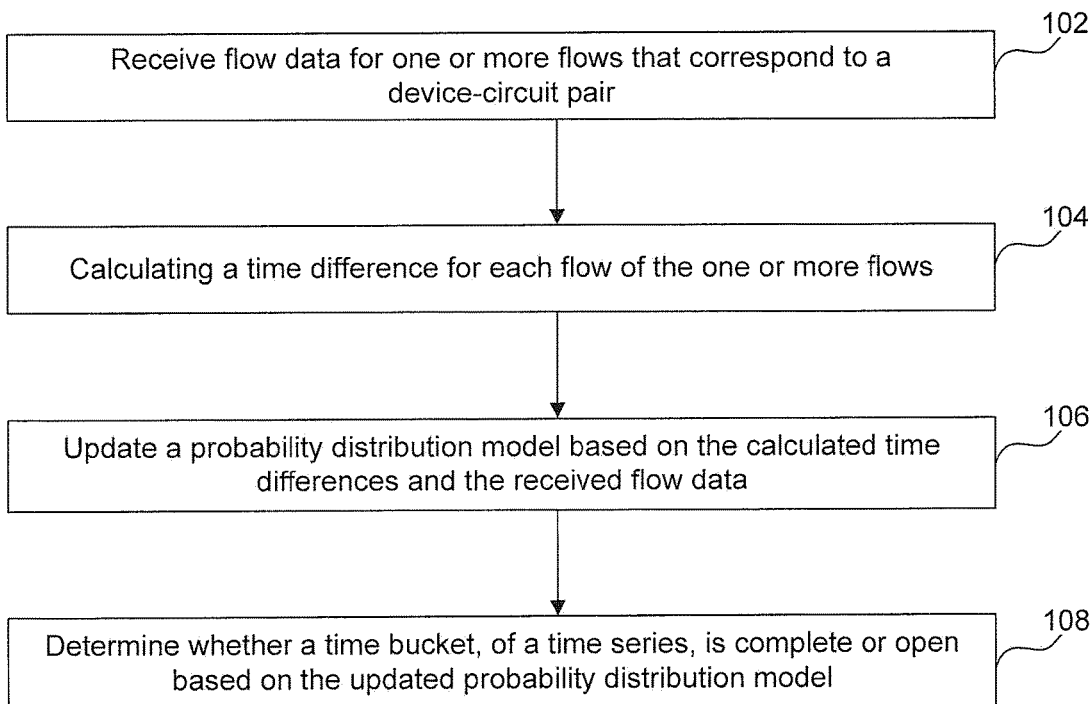 102
Receive flow data for one or more flows that correspond to a
device-circuit pair
104
Calculating a time difference for each flow of the one or more flows
106
Update a probability distribution model based on the calculated time
differences and the received flow data
108
Determine whether a time bucket, of a time series, is complete or open
based on the updated probability distribution model